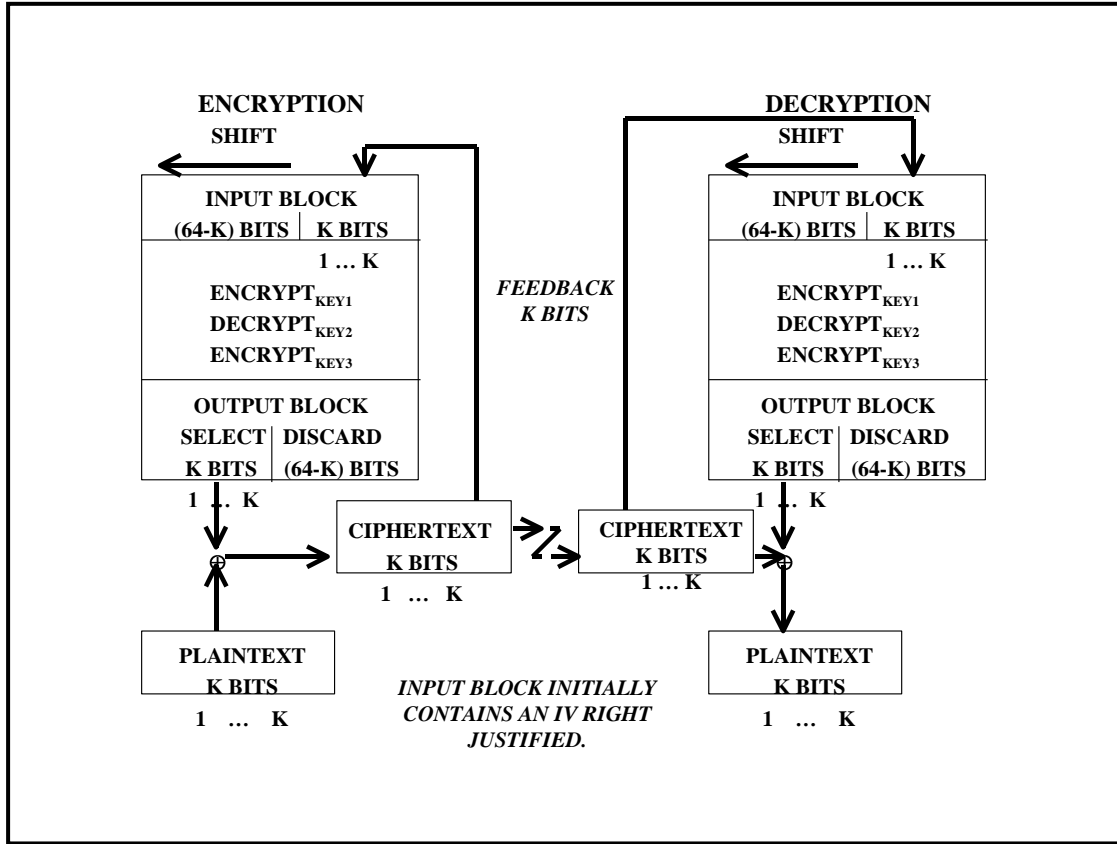 ENCRYPTION
SHIFT
INPUT BLOCK
(64-K) BITS K BITS
1 … K
ENCRYPTKEY1
DECRYPTKEY2
ENCRYPTKEY3
OUTPUT BLOCK
SELECT DISCARD
K BITS (64-K) BITS
1 … K
⊕
PLAINTEXT
K BITS
1 … K
CIPHERTEXT
K BITS
1 … K
FEEDBACK
K BITS
INPUT BLOCK INITIALLY
CONTAINS AN IV RIGHT
JUSTIFIED.
CIPHERTEXT
K BITS
1 … K
DECRYPTION
SHIFT
INPUT BLOCK
(64-K) BITS K BITS
1 … K
ENCRYPTKEY1
DECRYPTKEY2
ENCRYPTKEY3
OUTPUT BLOCK
SELECT DISCARD
K BITS (64-K) BITS
1 … K
⊕
PLAINTEXT
K BITS
1 … K